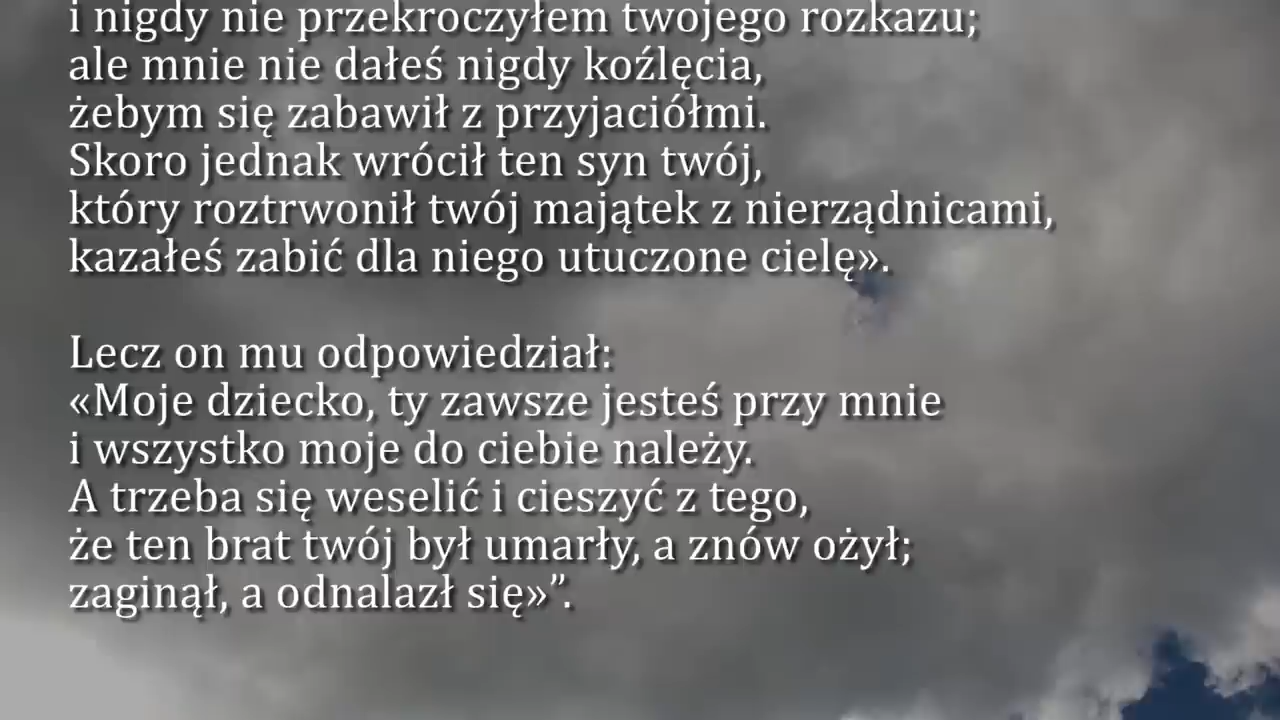 i nigdy nie przekroczyłem twojego rozkazu;
ale mnie nie dałeś nigdy koźlęcia,
żebym się zabawił z przyjaciółmi.
Skoro jednak wrócił ten syn twój,
który roztrwonił twój majątek z nierządnicami,
kazałeś zabić dla niego utuczone cielę».
Lecz on mu odpowiedział:
«Moje dziecko, ty zawsze jesteś przy mnie
i wszystko moje do ciebie należy.
A trzeba się weselić i cieszyć z tego,
że ten brat twój był umarły, a znów ożył;
zaginął, a odnalazł się»”.